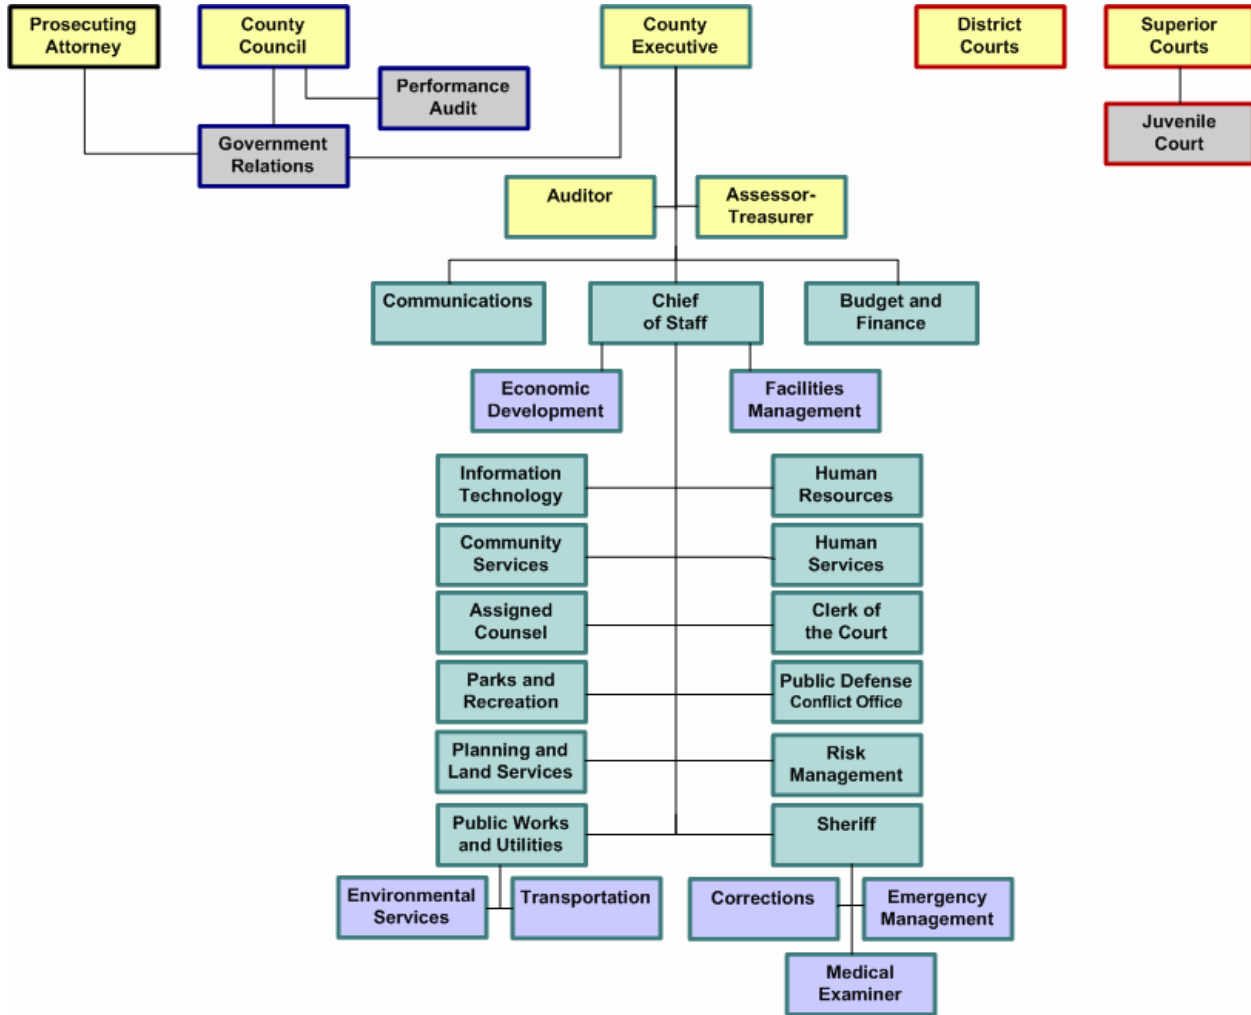 Prosecuting
Attorney
County
Council
County
Executive
District
Courts
Superior
Courts
Performance
Audit
Government
Relations
Juvenile
Court
Auditor
Assessor-
Treasurer
Communications
Chief
of Staff
Budget and
Finance
Economic
Development
Facilities
Management
Information
Technology
Human
Resources
Community
Services
Human
Services
Assigned
Counsel
Clerk of
the Court
Parks and
Recreation
Public Defense
Conflict Office
Planning and
Land Services
Risk
Management
Public Works
and Utilities
Sheriff
Environmental
Services
Transportation
Corrections
Emergency
Management
Medical
Examiner